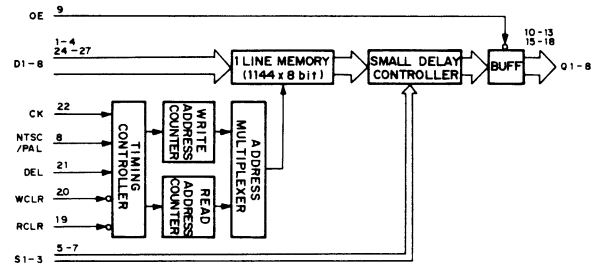 OE
9
10-13
15-18
D1-8
1-4
24-27
1 LINE MEMORY
(1144 x 8 bit)
SMALL DELAY
CONTROLLER
BUFF
Q1-8
CK
22
NTSC
/PAL
8
DEL
21
WCLR
20
RCLR
19
S1-3
5-7
TIMING
CONTROLLER
WRITE
ADDRESS
COUNTER
READ
ADDRESS
COUNTER
ADDRESS
MULTIPLEXER